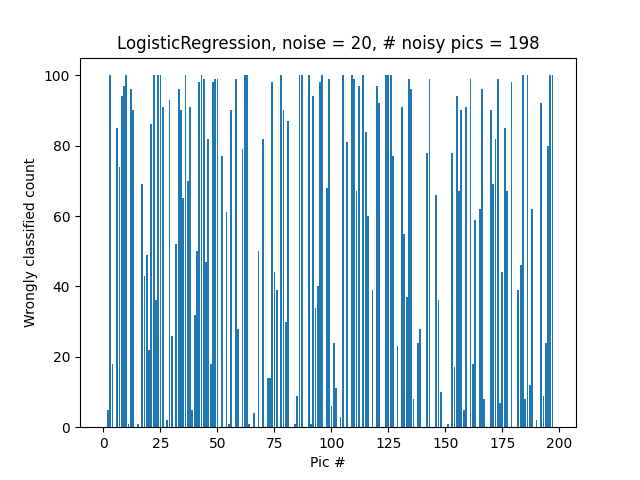 LogisticRegression, noise = 20, # noisy pics = 198
100
80
60
40
20
0
Wrongly classified count
0 25 50 75 100 125 150 175 200
Pic #